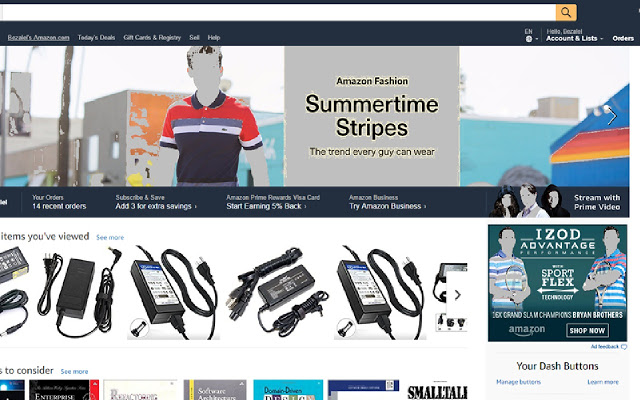 Bezalel's Amazon.com
Today's Deals
Gift Cards & Registry
Sell
Help
EN
Hello, Bezalel
Account & Lists
Orders
Amazon Fashion
Summertime
Stripes
The trend every guy can wear
Your Orders
14 recent orders
Subscribe & Save
Add 3 for extra savings ›
Amazon Prime Rewards Visa Card
Start Earning 5% Back ›
Amazon Business
Try Amazon Business ›
Stream with
Prime Video
items you've viewed See more
IZOD
ADVANTAGE
PERFORMANCE
WITH
SPORT
FLEX
TECHNOLOGY
GRAND SLAM CHAMPIONS BRYAN BROTHERS
amazon
SHOP NOW
Ad feedback
Your Dash Buttons
Manage buttons
Learn more
s to consider See more
ENTERPRISE
REFACTORING
Software
Architecture
Domain-Driven
DESIGN
SMALLTALK